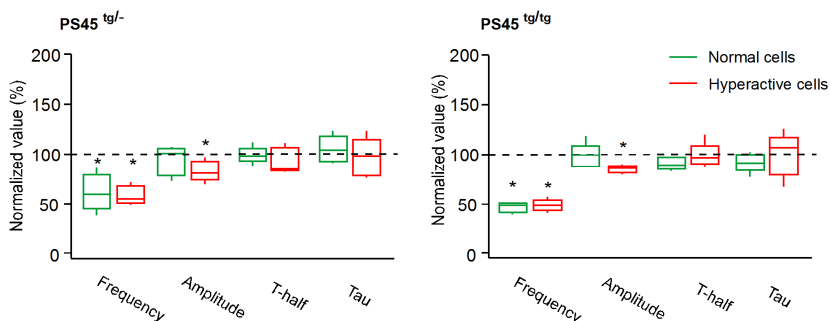 PS45 tg/–
Normalized value (%)
200
150
100
50
0
* * *
Frequency
Amplitude
T-half
Tau
PS45 tg/tg
Normalized value (%)
200
150
100
50
0
Normal cells
Hyperactive cells
* * *
Frequency
Amplitude
T-half
Tau